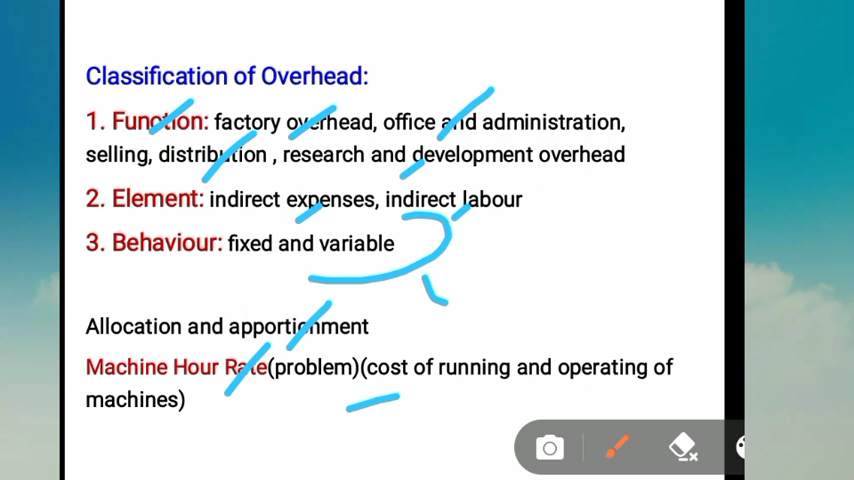 Classification of Overhead:
1. Function: factory overhead, office and administration,
selling, distribution , research and development overhead
2. Element: indirect expenses, indirect labour
3. Behaviour: fixed and variable
Allocation and apportionment
Machine Hour Rate(problem)(cost of running and operating of
machines)